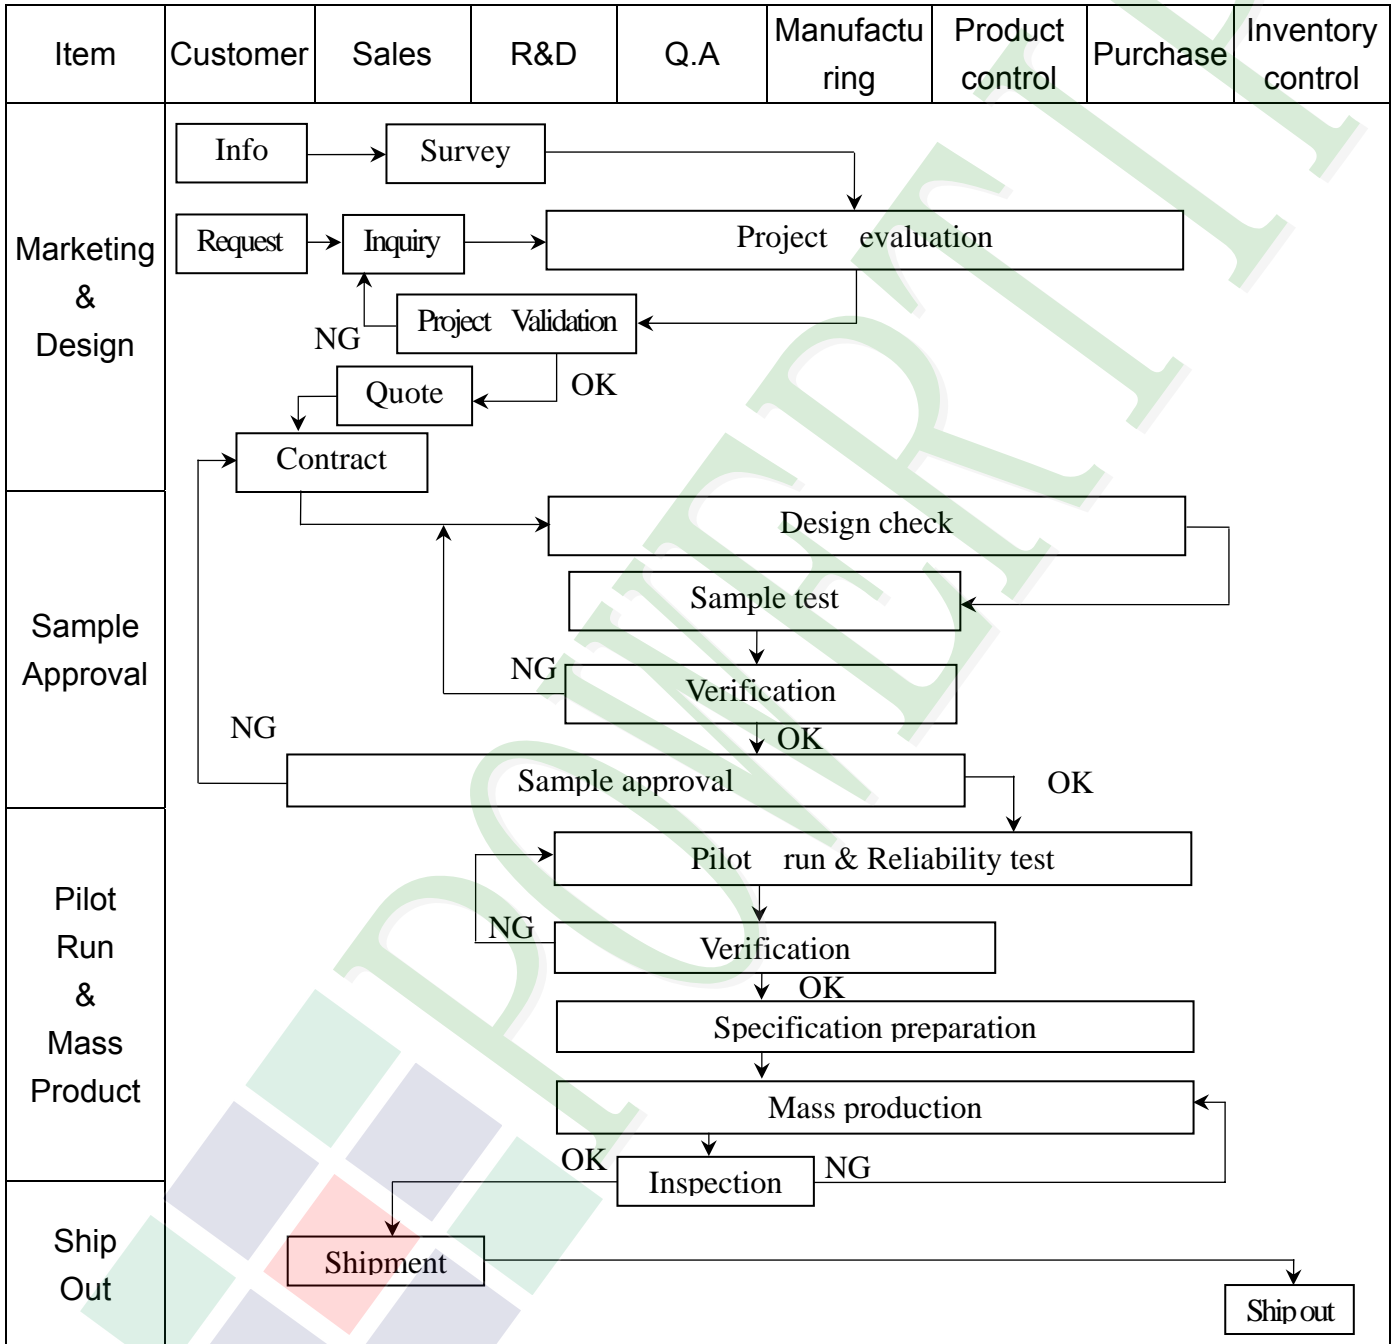 Item Customer Sales R&D Q.A Manufactu Product Purchase Inventory
ring control control
Info Survey
Request Inquiry Project evaluation
Marketing
&
Design
Project Validation
NG
Quote OK
Contract
Design check
Sample test
Sample
Approval
NG Verification
NG OK
Sample approval OK
Pilot run & Reliability test
Pilot
Run
&
Mass
Product
NG Verification
OK
Specification preparation
Mass production
OK Inspection NG
Ship
Out
Shipment
Ship out
POWERTIP